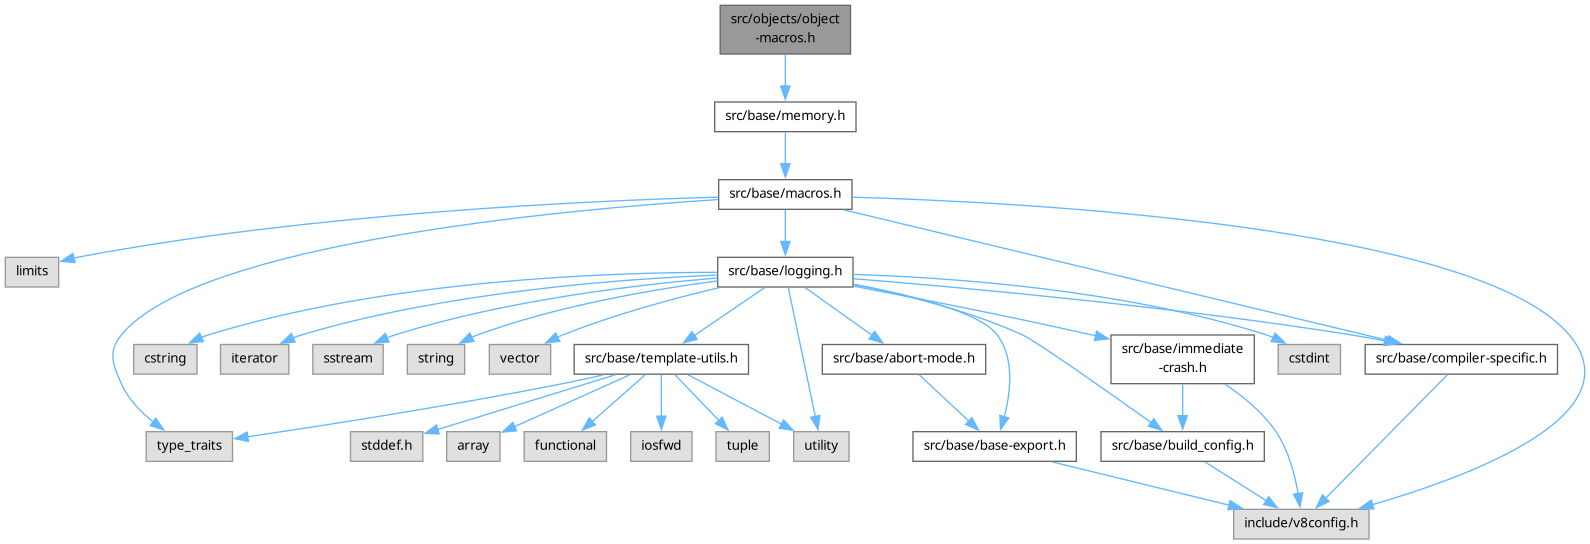 src/objects/object
-macros.h
src/base/memory.h
src/base/macros.h
limits
src/base/logging.h
cstring
iterator
sstream
string
vector
src/base/template-utils.h
src/base/abort-mode.h
src/base/immediate
-crash.h
cstdint
src/base/compiler-specific.h
type_traits
stddef.h
array
functional
iosfwd
tuple
utility
src/base/base-export.h
src/base/build_config.h
include/v8config.h